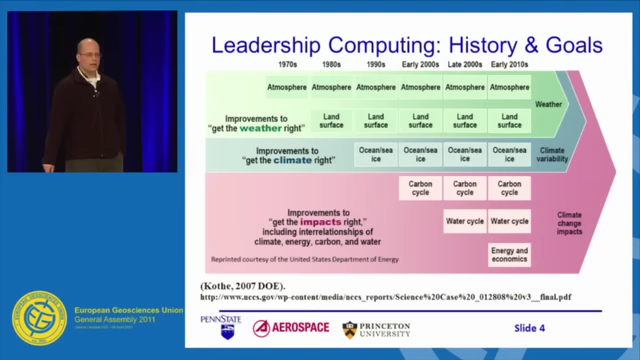 Leadership Computing: History & Goals
1970s 1980s 1990s Early 2000s Late 2000s Early 2010s
Atmosphere Atmosphere Atmosphere Atmosphere Atmosphere Atmosphere
Weather
Improvements to
"get the weather right"
Land
surface
Land
surface
Land
surface
Land
surface
Land
surface
Improvements to
"get the climate right"
Ocean/sea
ice
Ocean/sea
ice
Ocean/sea
ice
Ocean/sea
ice
Climate
variability
Carbon
cycle
Carbon
cycle
Carbon
cycle
Improvements to
"get the impacts right,"
including interrelationships of
climate, energy, carbon, and water
Water cycle Water cycle
Climate
change
impacts
Energy and
economics
Reprinted courtesy of the United States Department of Energy
(Kothe, 2007 DOE).
http://www.nccs.gov/wp-content/media/nccs_reports/Science%20Case%20_012808%20v3__final.pdf
European Geosciences Union
General Assembly 2011
PENNSTATE
AEROSPACE
PRINCETON
UNIVERSITY
Slide 4